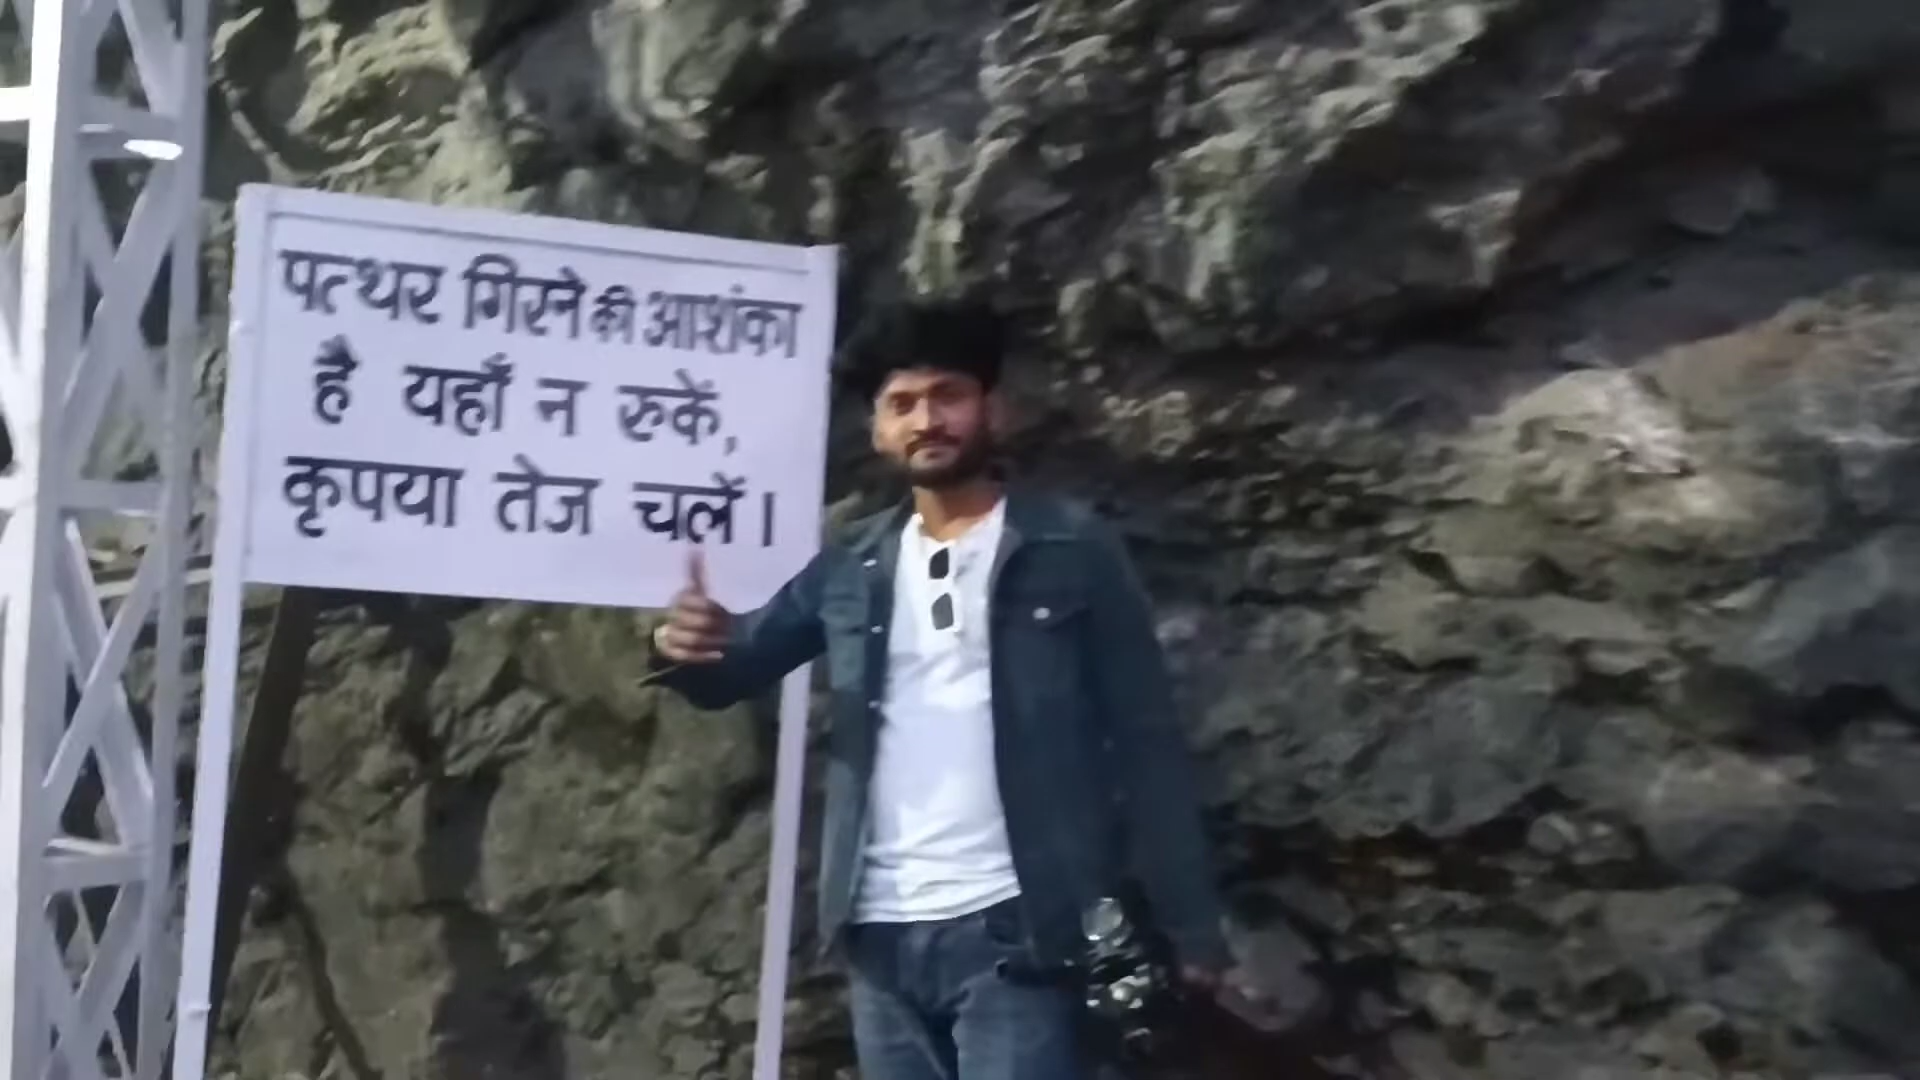 पत्थर गिरने की आशंका
है यहाँ न रुकें,
कृपया तेज चलें।